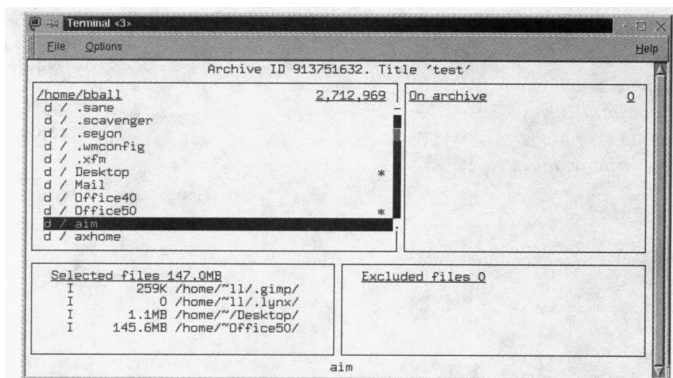 Terminal <3>
File Options Help
Archive ID 913751632. Title 'test'
/home/bball 2,712,969
d / .sane
d / .scavenger
d / .seyon
d / .wmconfig
d / .xfm
d / Desktop *
d / Mail
d / Office40
d / Office50 *
d / aim
d / axhome
On archive 0
Selected files 147.0MB
I 259K /home/~ll/.gimp/
I 0 /home/~ll/.lynx/
I 1.1MB /home/~/Desktop/
I 145.6MB /home/~Office50/
Excluded files 0
aim